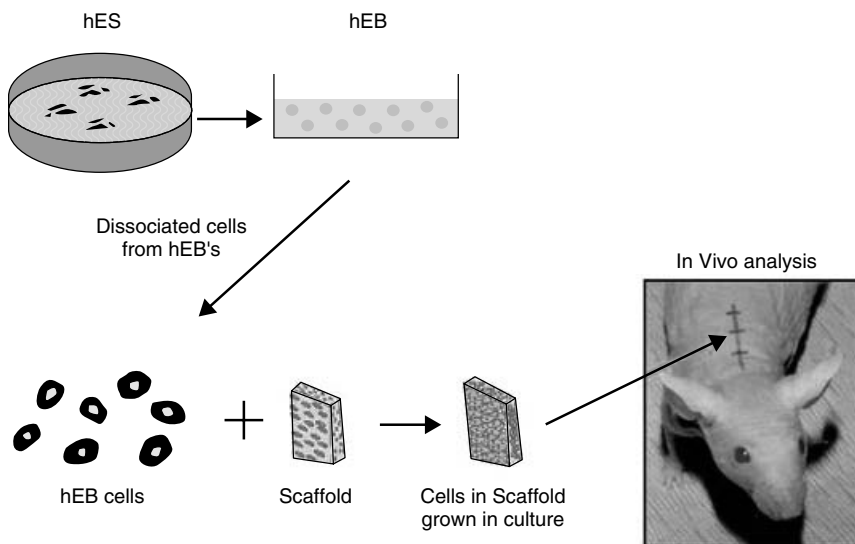 hES
hEB
Dissociated cells
from hEB's
In Vivo analysis
hEB cells
Scaffold
Cells in Scaffold
grown in culture